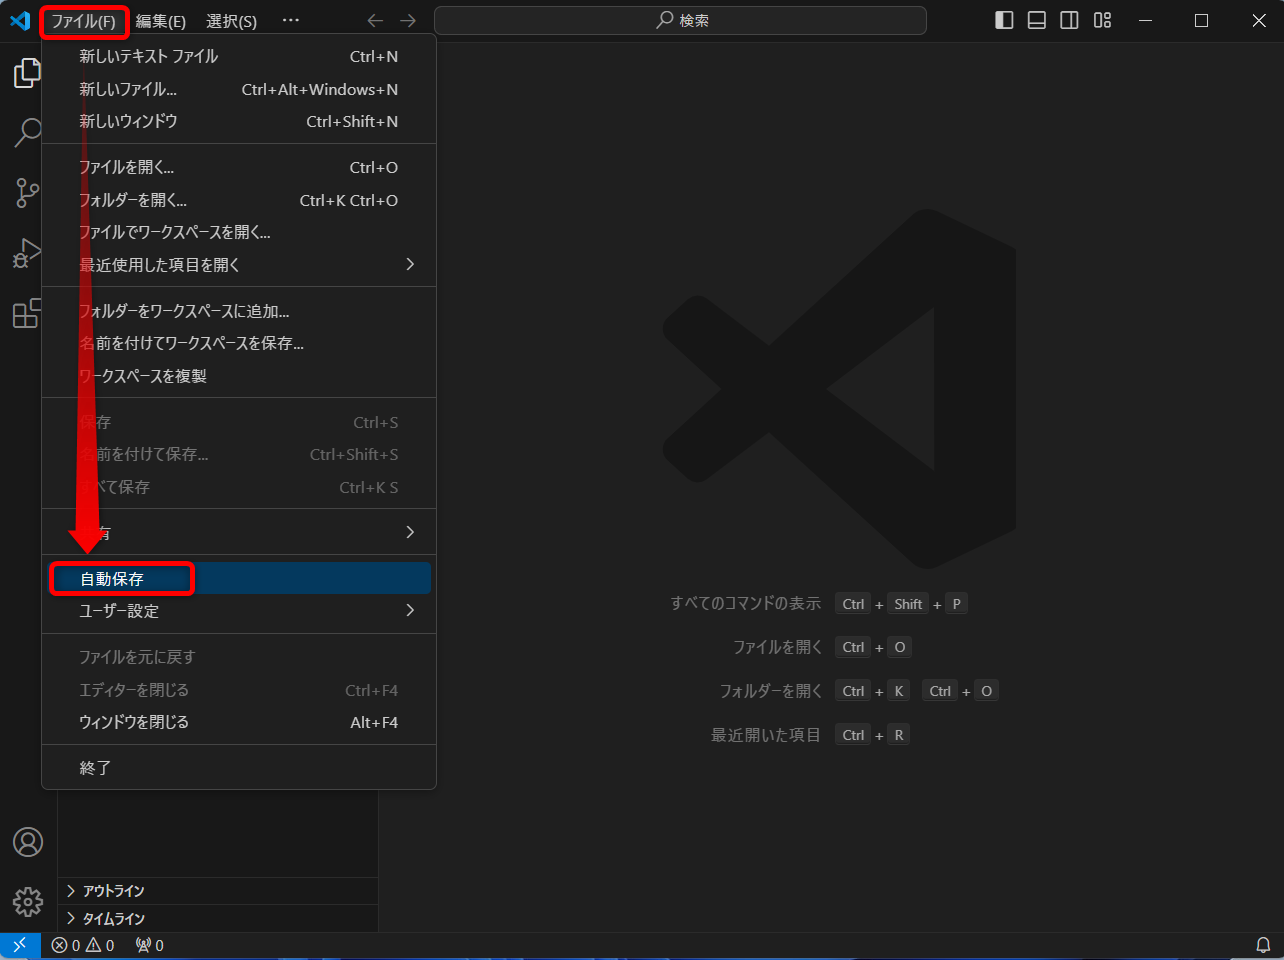 ファイル(F) 編集(E) 選択(S) ... 検索
新しいテキスト ファイル Ctrl+N
新しいファイル... Ctrl+Alt+Windows+N
新しいウィンドウ Ctrl+Shift+N
ファイルを開く... Ctrl+O
フォルダーを開く... Ctrl+K Ctrl+O
ファイルでワークスペースを開く...
最近使用した項目を開く
フォルダーをワークスペースに追加...
名前を付けてワークスペースを保存...
ワークスペースを複製
保存 Ctrl+S
名前を付けて保存... Ctrl+Shift+S
すべて保存 Ctrl+K S
有
自動保存
ユーザー設定
ファイルを元に戻す
エディターを閉じる Ctrl+F4
ウィンドウを閉じる Alt+F4
終了
すべてのコマンドの表示 Ctrl + Shift + P
ファイルを開く Ctrl + O
フォルダーを開く Ctrl + K Ctrl + O
最近開いた項目 Ctrl + R
アウトライン
タイムライン
0 0 0